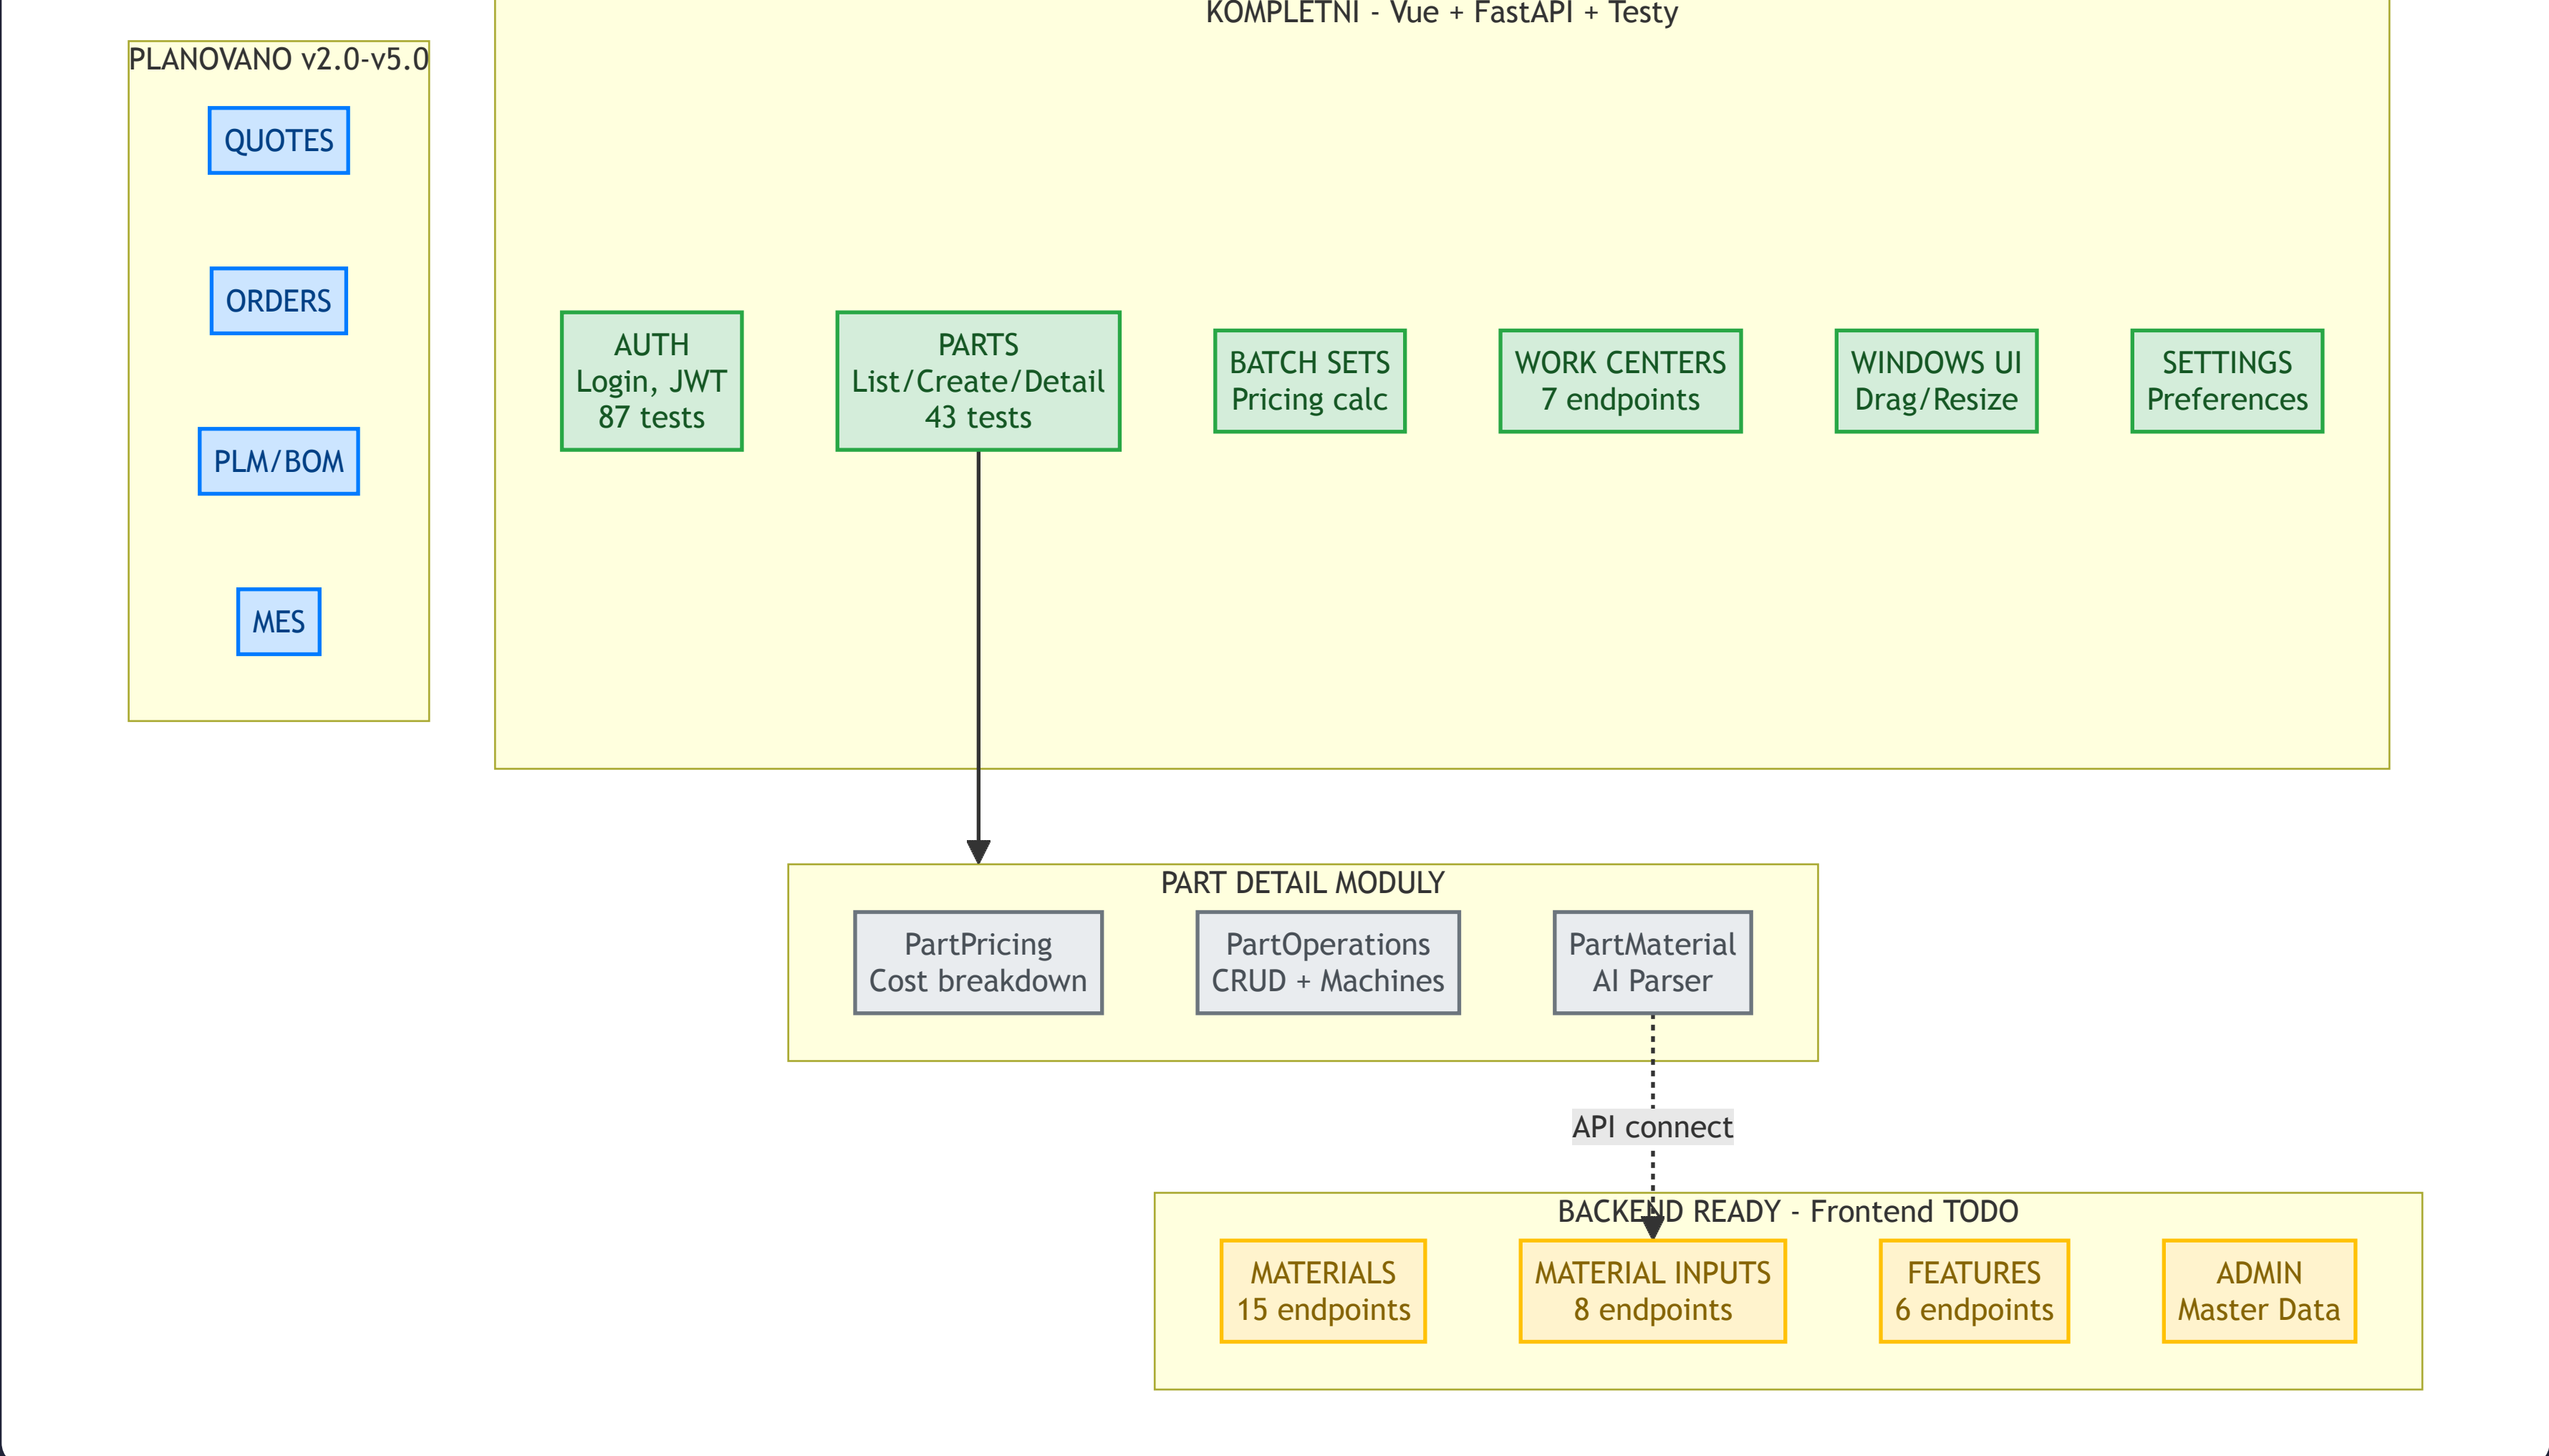 KOMPLETNI - Vue + FastAPI + Testy
PLANOVANO v2.0-v5.0
QUOTES
ORDERS
PLM/BOM
MES
AUTH
Login, JWT
87 tests
PARTS
List/Create/Detail
43 tests
BATCH SETS
Pricing calc
WORK CENTERS
7 endpoints
WINDOWS UI
Drag/Resize
SETTINGS
Preferences
PART DETAIL MODULY
PartPricing
Cost breakdown
PartOperations
CRUD + Machines
PartMaterial
AI Parser
API connect
BACKEND READY - Frontend TODO
MATERIALS
15 endpoints
MATERIAL INPUTS
8 endpoints
FEATURES
6 endpoints
ADMIN
Master Data